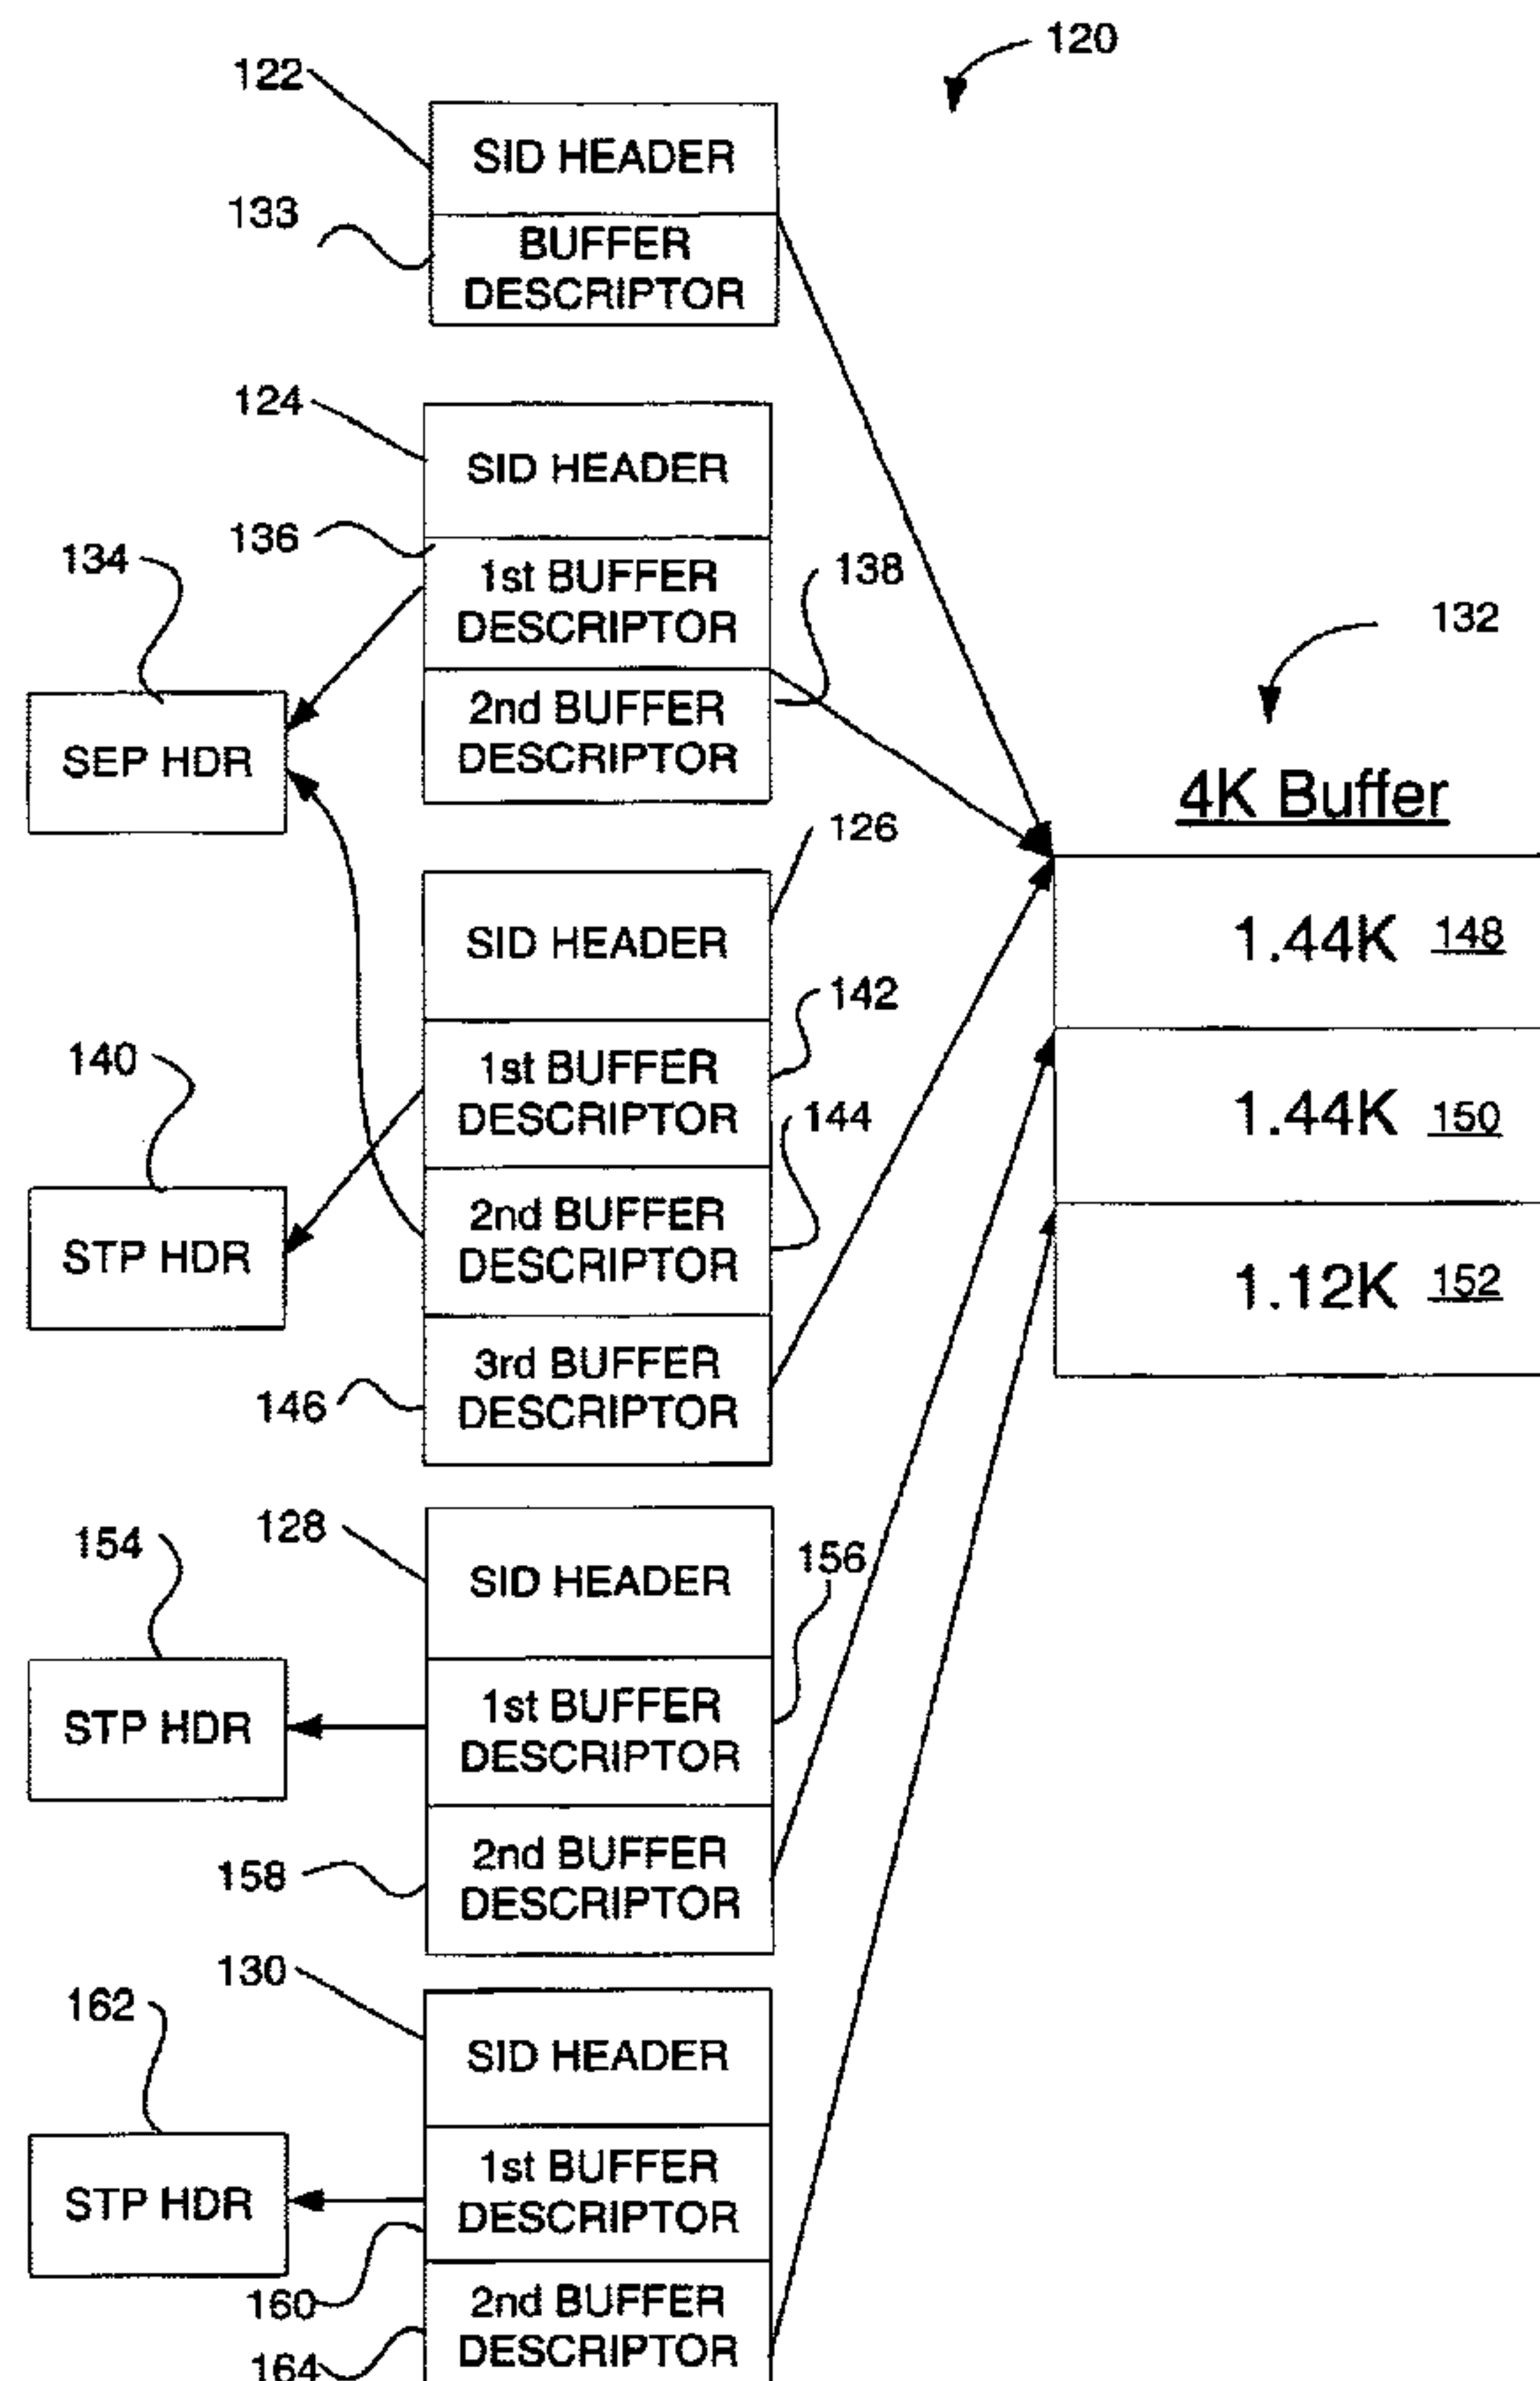 120
122
SID HEADER
133
BUFFER
DESCRIPTOR
124
SID HEADER
136
1st BUFFER
DESCRIPTOR
138
134
2nd BUFFER
DESCRIPTOR
SEP HDR
132
4K Buffer
126
SID HEADER
1.44K 148
142
1st BUFFER
DESCRIPTOR
140
144
1.44K 150
2nd BUFFER
DESCRIPTOR
STP HDR
1.12K 152
3rd BUFFER
DESCRIPTOR
146
128
SID HEADER
154
156
1st BUFFER
DESCRIPTOR
STP HDR
2nd BUFFER
DESCRIPTOR
158
130
SID HEADER
162
1st BUFFER
DESCRIPTOR
STP HDR
160
2nd BUFFER
DESCRIPTOR
164